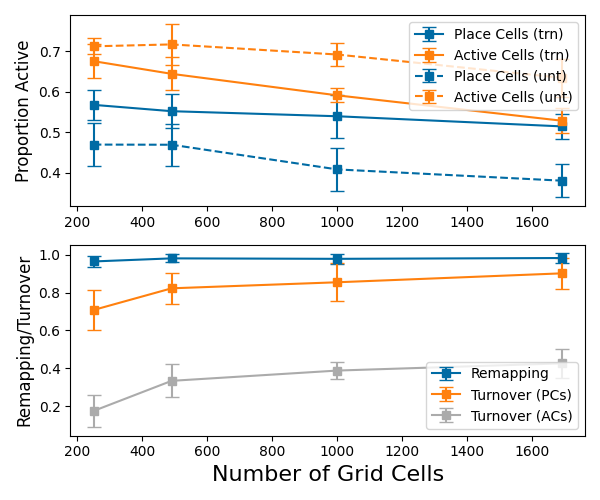 Proportion Active
0.7
0.6
0.5
0.4
Place Cells (trn)
Active Cells (trn)
Place Cells (unt)
Active Cells (unt)
200 400 600 800 1000 1200 1400 1600
Remapping/Turnover
1.0
0.8
0.6
0.4
0.2
Remapping
Turnover (PCs)
Turnover (ACs)
200 400 600 800 1000 1200 1400 1600
Number of Grid Cells